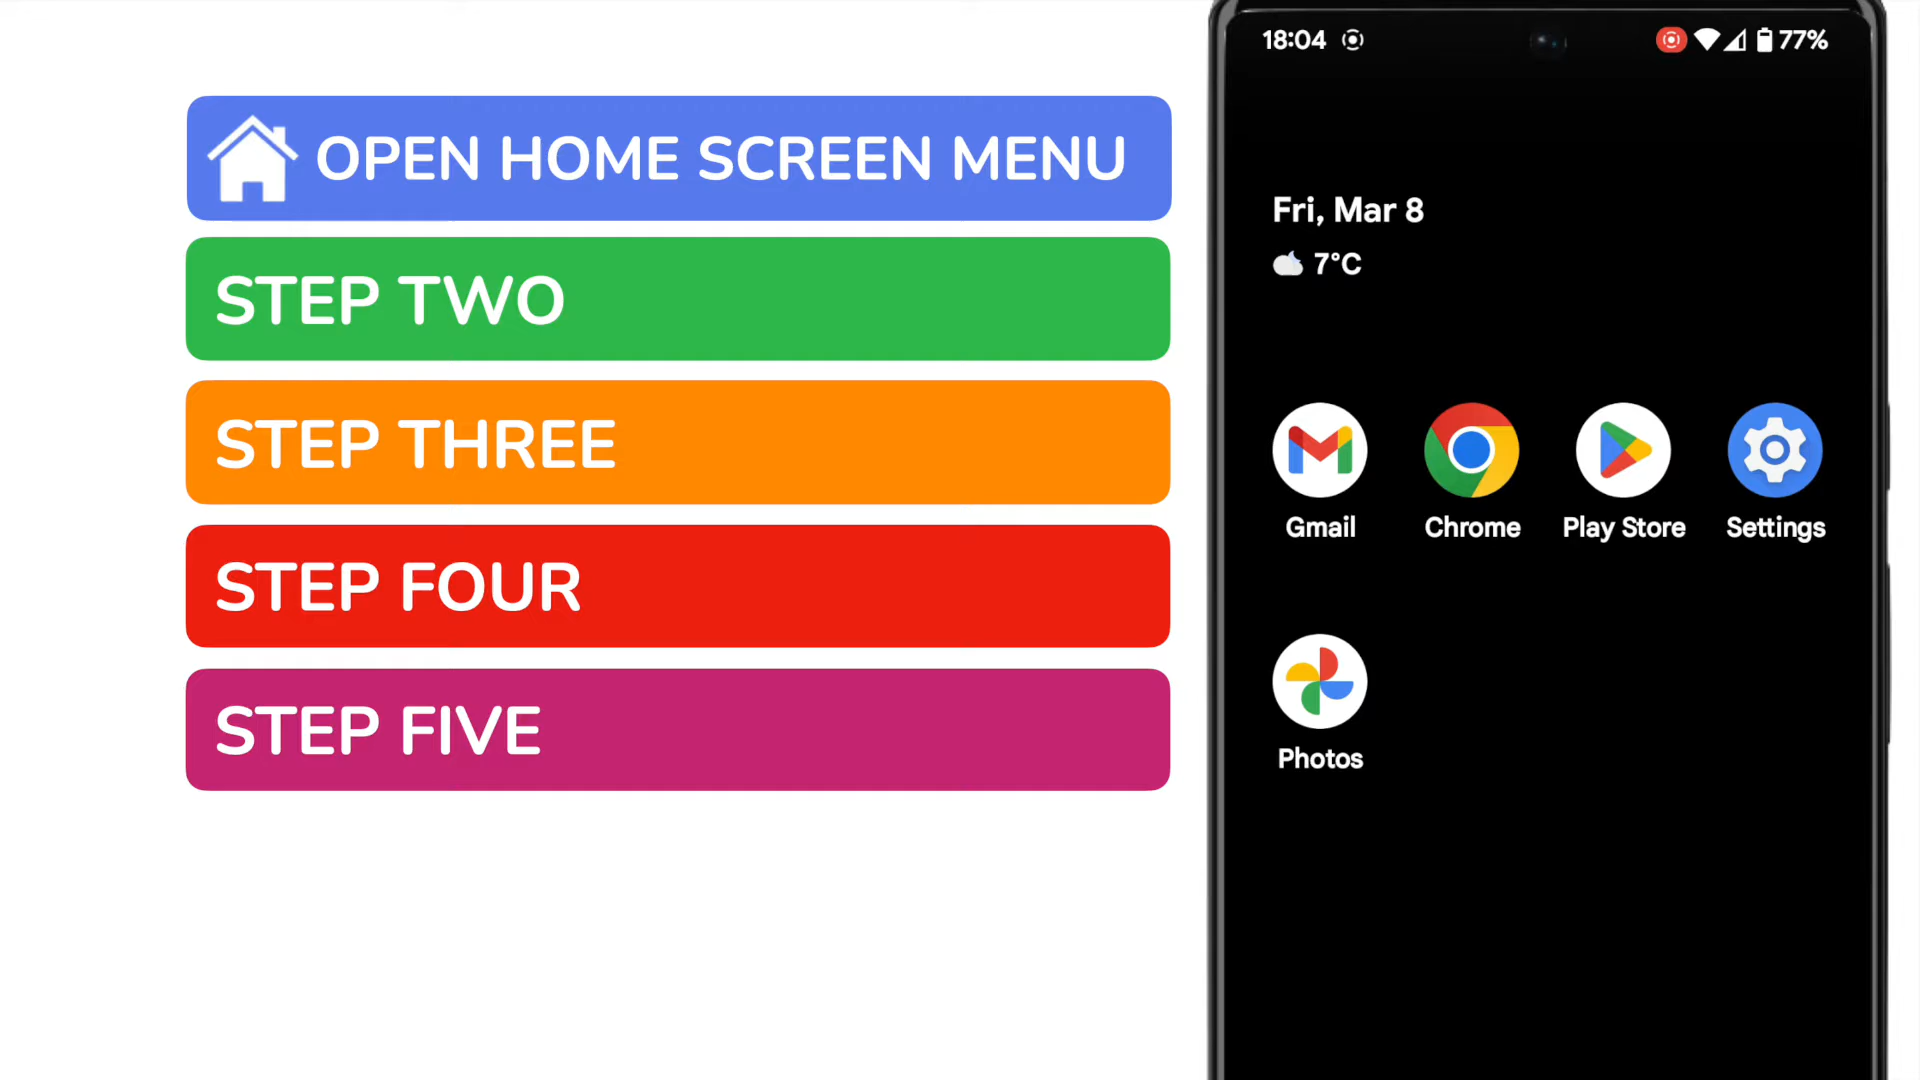 OPEN HOME SCREEN MENU
STEP TWO
STEP THREE
STEP FOUR
STEP FIVE
18:04
77%
Fri, Mar 8
7°C
Gmail
Chrome
Play Store
Settings
Photos